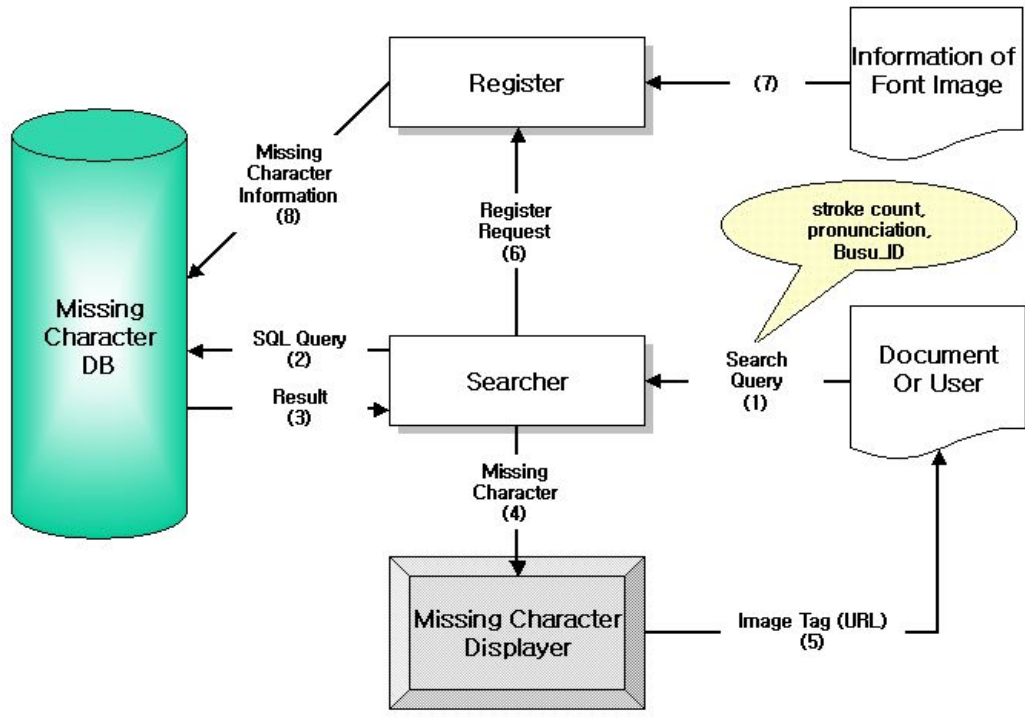 Information of
Font Image
Register
(7)
Missing
Character
Information
(8)
Register
Request
(6)
stroke count,
pronunciation,
Busu_ID
Missing
Character
DB
SQL Query
(2)
Result
(3)
Searcher
Search
Query
(1)
Document
Or User
Missing
Character
(4)
Missing Character
Displayer
Image Tag (URL)
(5)